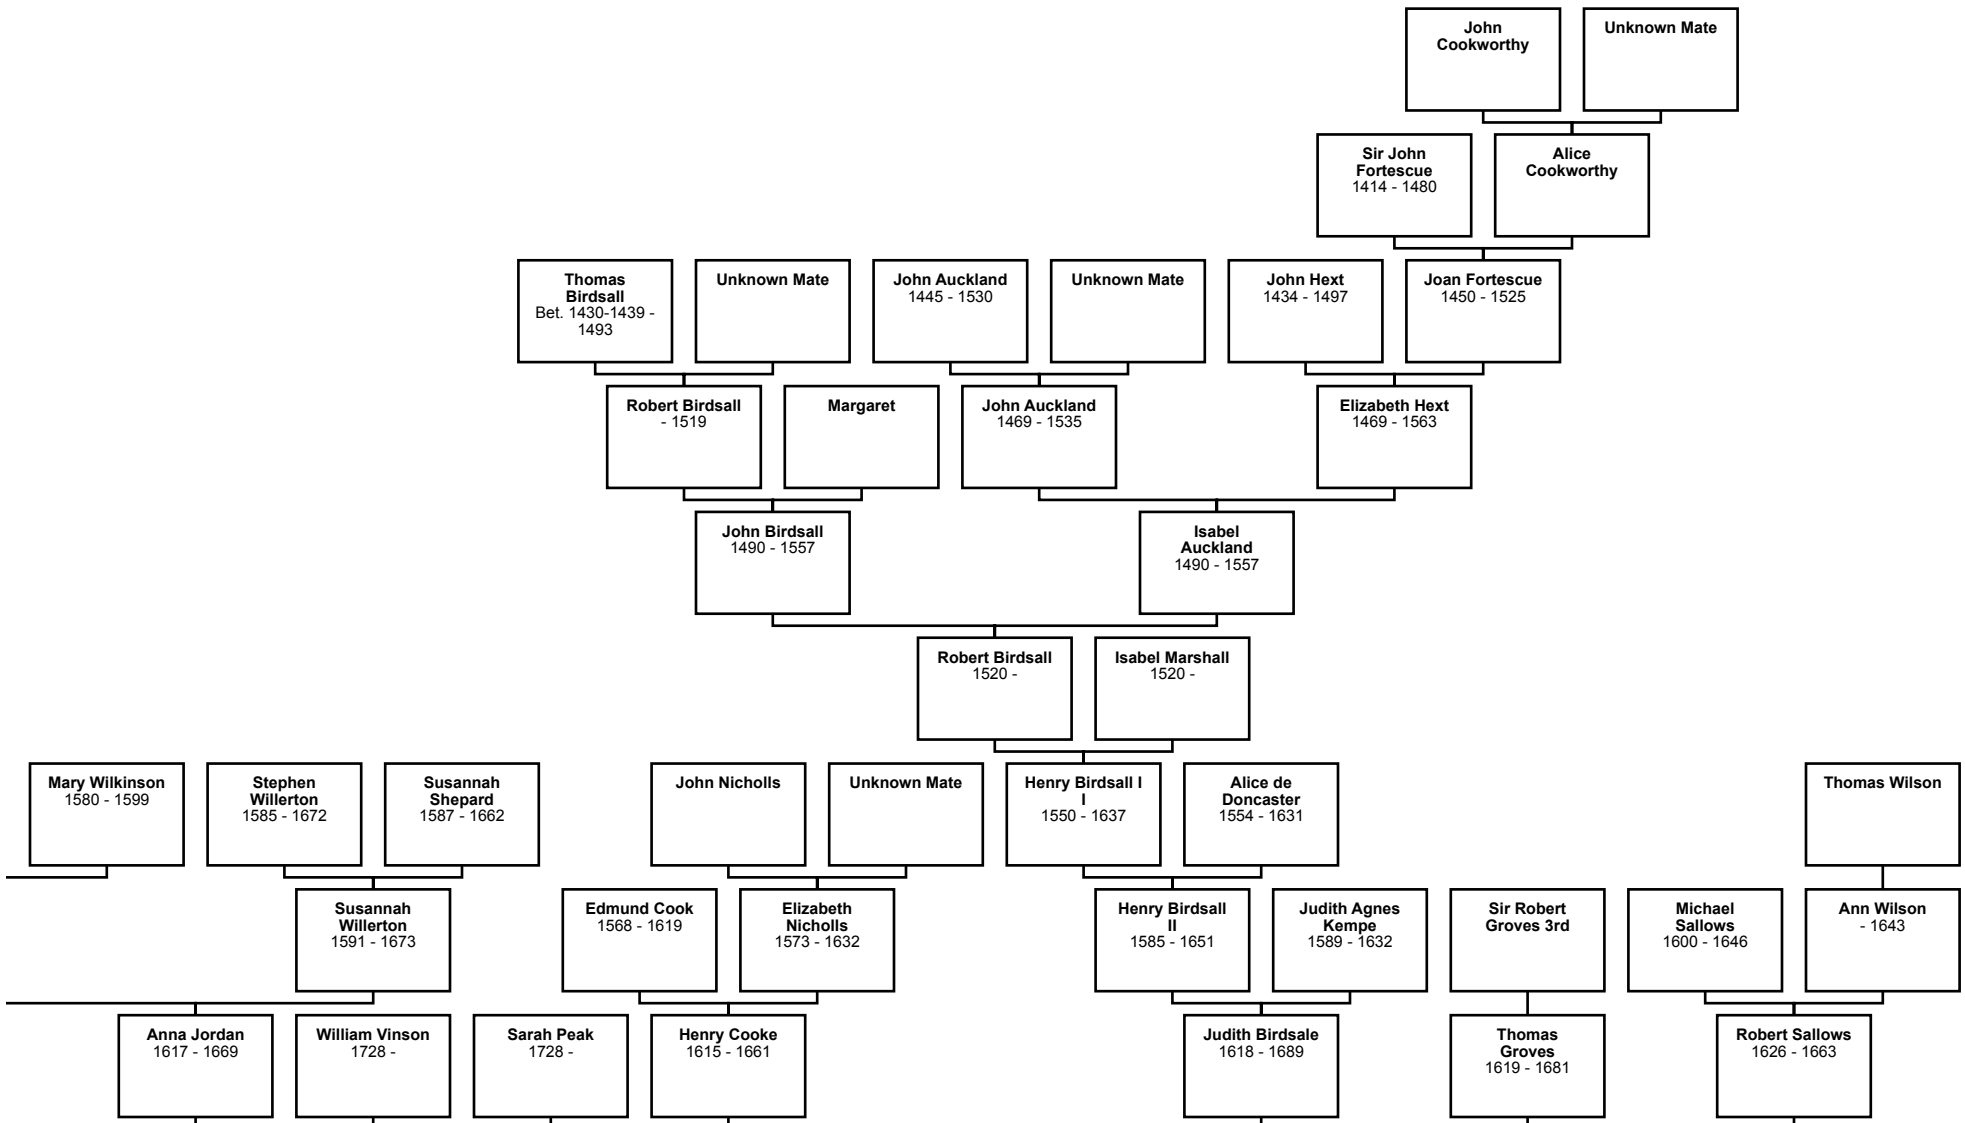 John
Cookworthy
Unknown Mate
Sir John
Fortescue
1414 - 1480
Alice
Cookworthy
Thomas
Birdsall
Bet. 1430-1439 -
1493
Unknown Mate
John Auckland
1445 - 1530
Unknown Mate
John Hext
1434 - 1497
Joan Fortescue
1450 - 1525
Robert Birdsall
- 1519
Margaret
John Auckland
1469 - 1535
Elizabeth Hext
1469 - 1563
John Birdsall
1490 - 1557
Isabel
Auckland
1490 - 1557
Robert Birdsall
1520 -
Isabel Marshall
1520 -
Mary Wilkinson
1580 - 1599
Stephen
Willerton
1585 - 1672
Susannah
Shepard
1587 - 1662
John Nicholls
Unknown Mate
Henry Birdsall I
I
1550 - 1637
Alice de
Doncaster
1554 - 1631
Thomas Wilson
Susannah
Willerton
1591 - 1673
Edmund Cook
1568 - 1619
Elizabeth
Nicholls
1573 - 1632
Henry Birdsall
II
1585 - 1651
Judith Agnes
Kempe
1589 - 1632
Sir Robert
Groves 3rd
Michael
Sallows
1600 - 1646
Ann Wilson
- 1643
Anna Jordan
1617 - 1669
William Vinson
1728 -
Sarah Peak
1728 -
Henry Cooke
1615 - 1661
Judith Birdsale
1618 - 1689
Thomas
Groves
1619 - 1681
Robert Sallows
1626 - 1663